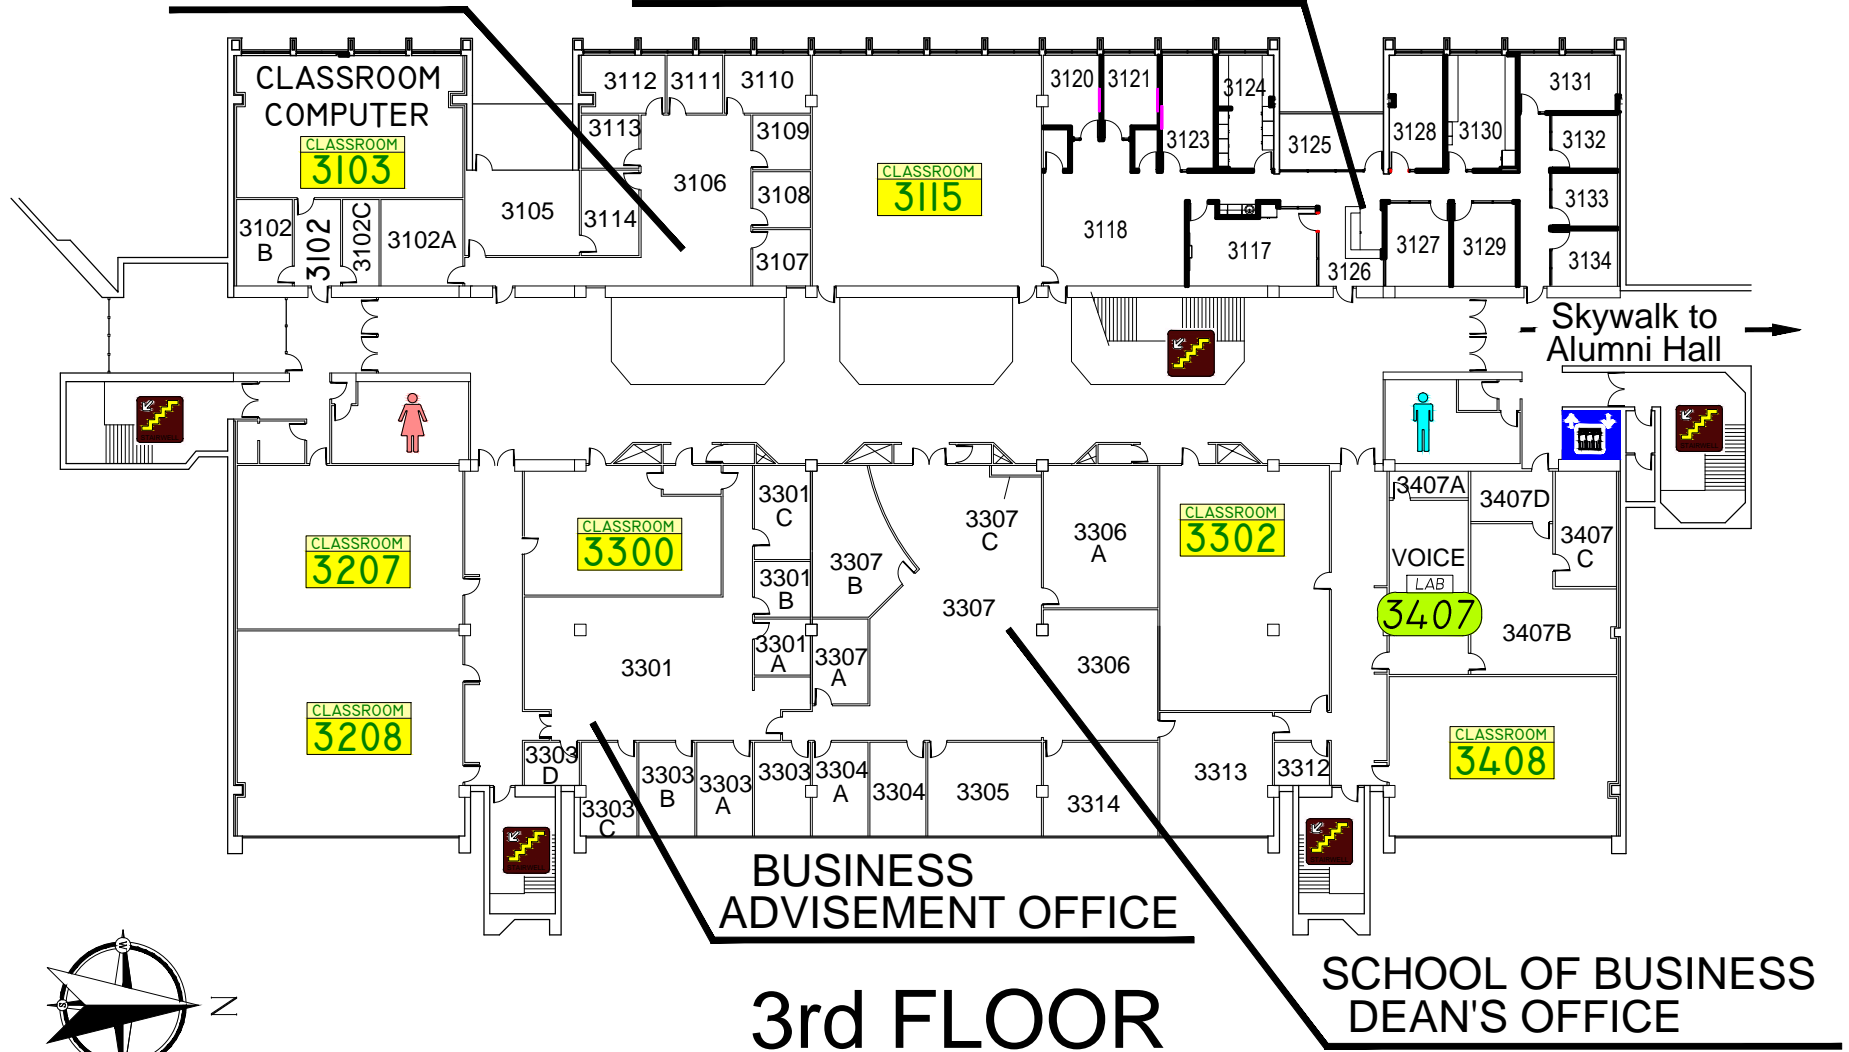 CLASSROOM
COMPUTER
CLASSROOM
3103
3102
B
3102
3102C
3102A
3105
3112
3111
3110
3113
3109
3106
3108
3114
3107
CLASSROOM
3115
3120
3121
3123
3124
3125
3128
3130
3131
3132
3133
3134
3118
3117
3126
3127
3129
Skywalk to
Alumni Hall
CLASSROOM
3207
CLASSROOM
3208
CLASSROOM
3300
3301
C
3301
B
3301
A
3301
3307
B
3307
A
3307
C
3307
3306
A
3306
CLASSROOM
3302
3407A
3407D
3407
C
VOICE
LAB
3407
3407B
CLASSROOM
3408
3303
D
3303
C
3303
B
3303
A
3303
3304
A
3304
3305
3314
3313
3312
BUSINESS
ADVISEMENT OFFICE
SCHOOL OF BUSINESS
DEAN'S OFFICE
3rd FLOOR
W
S
N